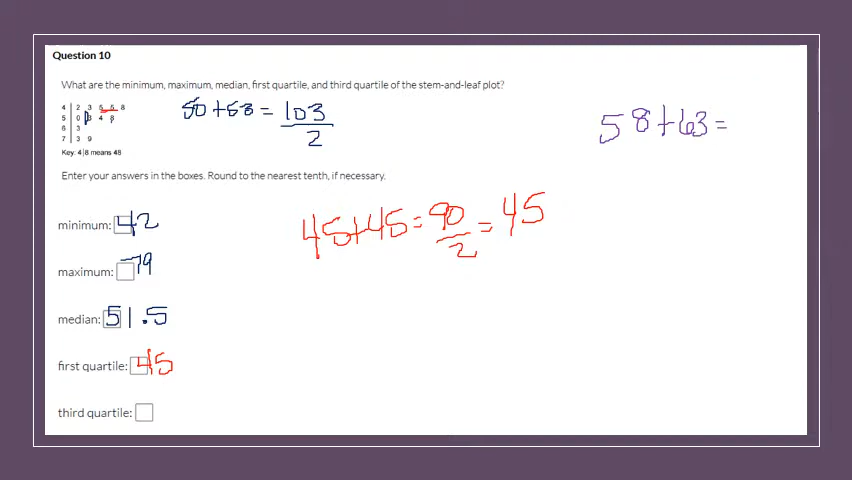 Question 10
What are the minimum, maximum, median, first quartile, and third quartile of the stem-and-leaf plot?
4 | 2 3 5 5 8
5 | 0 3 4 8
6 | 3
7 | 3 9
Key: 4|8 means 48
50 + 53 = 103
2
58 + 63 =
Enter your answers in the boxes. Round to the nearest tenth, if necessary.
45 + 45 = 90 = 45
2
minimum: 42
maximum: 79
median: 51.5
first quartile: 45
third quartile: